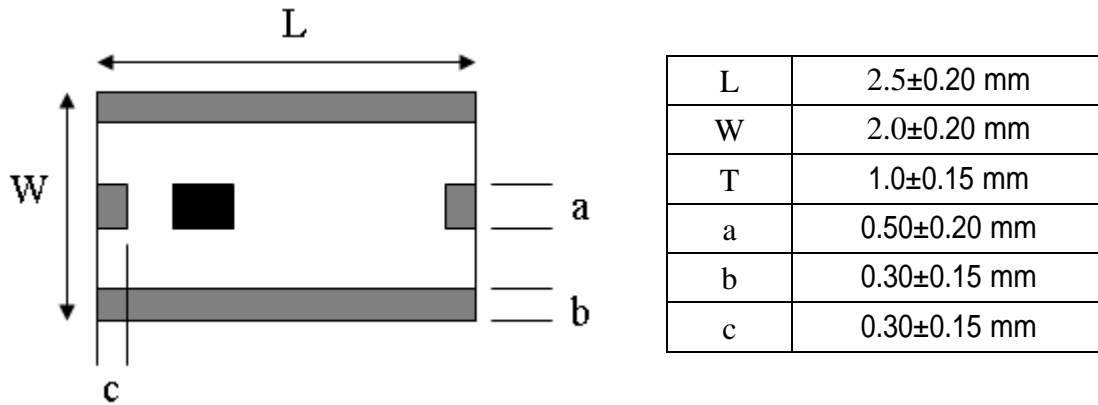 L
W
a
b
c
L 2.5±0.20 mm
W 2.0±0.20 mm
T 1.0±0.15 mm
a 0.50±0.20 mm
b 0.30±0.15 mm
c 0.30±0.15 mm